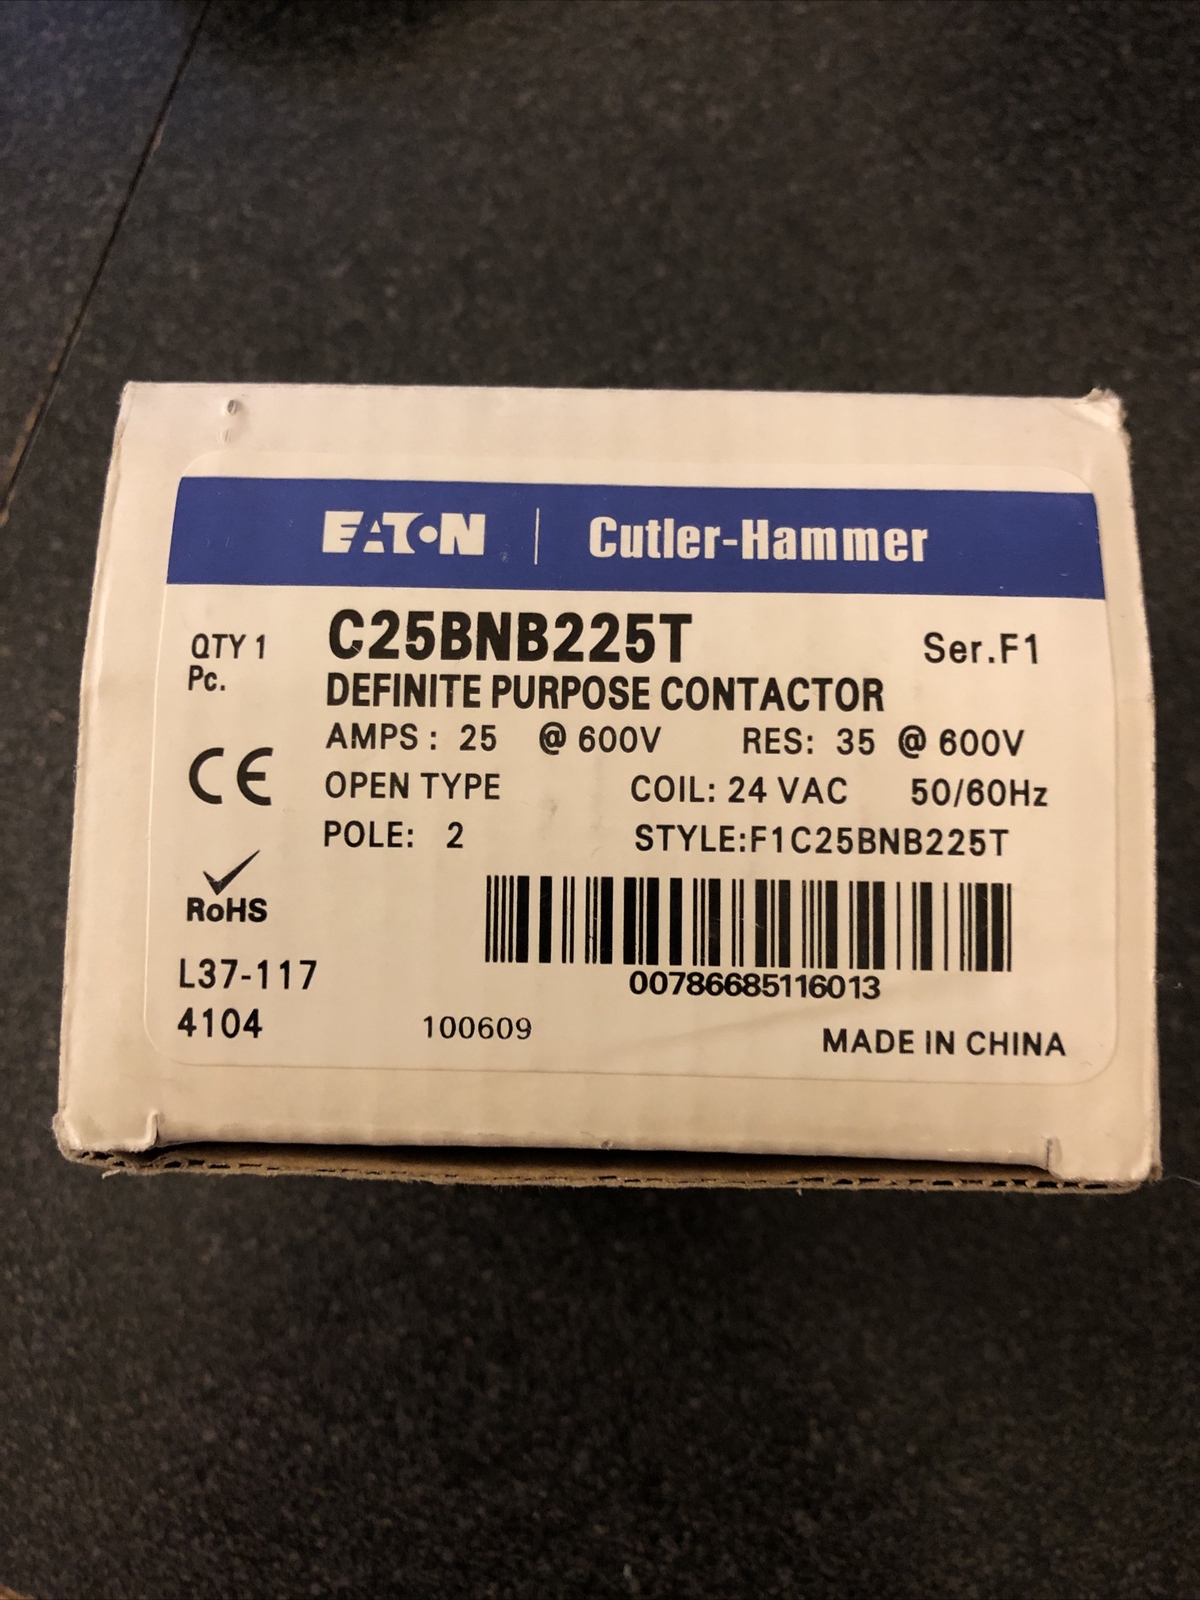 EATON | Cutler-Hammer
QTY 1 Pc.
C25BNB225T
Ser.F1
DEFINITE PURPOSE CONTACTOR
AMPS: 25 @ 600V RES: 35 @ 600V
CE
OPEN TYPE COIL: 24 VAC 50/60Hz
POLE: 2 STYLE:F1C25BNB225T
RoHS
00786685116013
L37-117
4104
100609
MADE IN CHINA